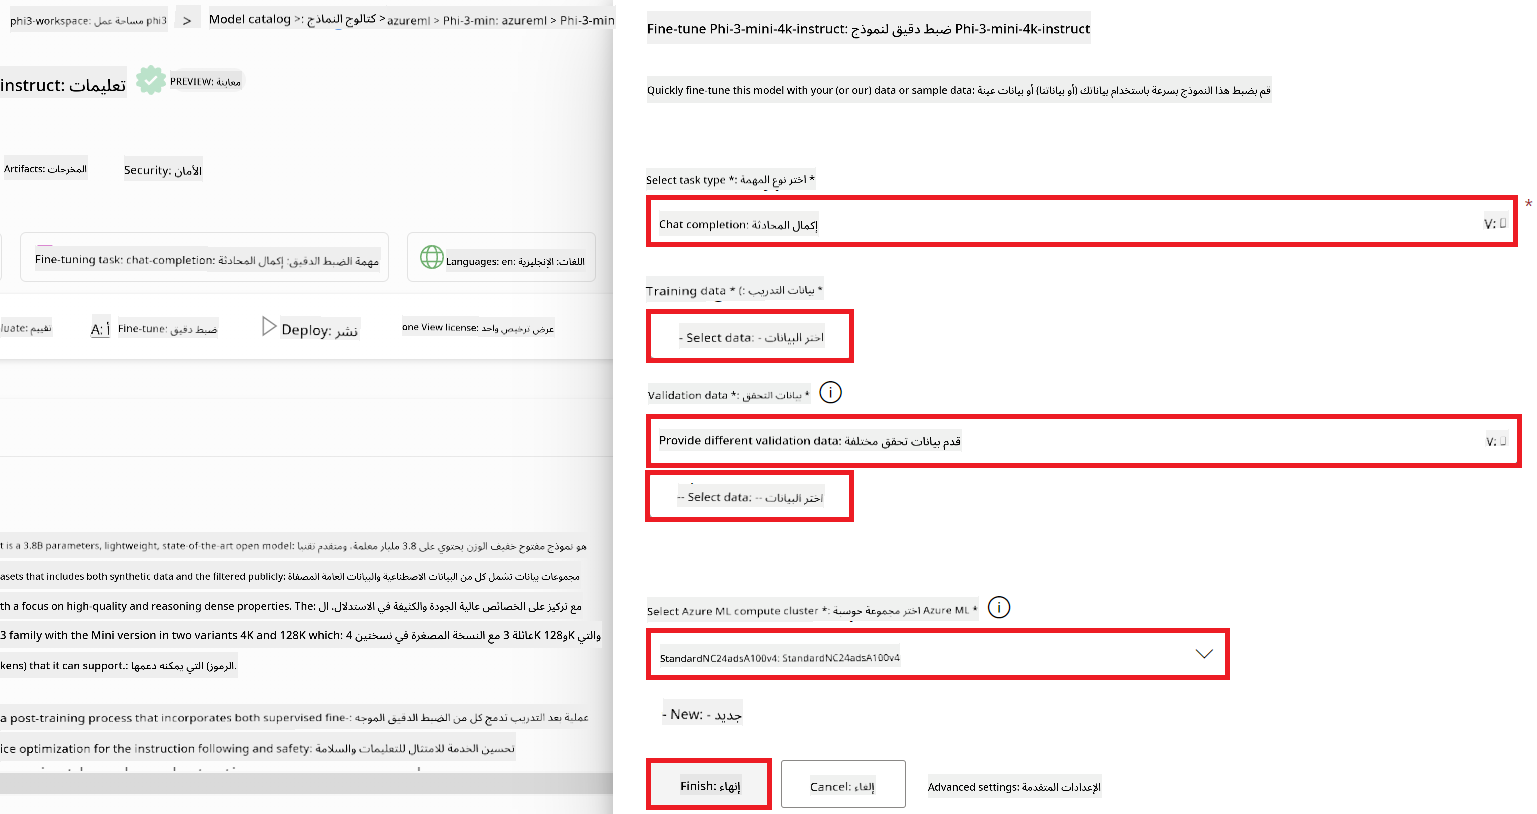 phi3-workspace: مساحة عمل phi3 > Model catalog >: كتالوج النماذج > azureml > Phi-3-min: azureml > Phi-3-min
instruct: تعليمات PREVIEW: معاينة
Artifacts: المخرجات Security: الأمان
Fine-tuning task: chat-completion: مهمة الضبط الدقيق: إكمال المحادثة Languages: en: اللغات: الإنجليزية
luate: تقييم A: أ Fine-tune: ضبط دقيق Deploy: نشر one View license: عرض ترخيص واحد
t is a 3.8B parameters, lightweight, state-of-the-art open model: هو نموذج مفتوح خفيف الوزن يحتوي على 3.8 مليار معلمة، ومتقدم تقنيا
asets that includes both synthetic data and the filtered publicly: مجموعات بيانات تشمل كل من البيانات الاصطناعية والبيانات العامة المصفاة
th a focus on high-quality and reasoning dense properties. The: مع تركيز على الخصائص عالية الجودة والكثيفة في الاستدلال. ال
3 family with the Mini version in two variants 4K and 128K which: عائلة 3 مع النسخة المصغرة في نسختين 4K و128K والتي
kens) that it can support.: الرموز) التي يمكنه دعمها.
a post-training process that incorporates both supervised fine-: عملية بعد التدريب تدمج كل من الضبط الدقيق الموجه
ice optimization for the instruction following and safety: تحسين الخدمة للامتثال للتعليمات والسلامة
Fine-tune Phi-3-mini-4k-instruct: ضبط دقيق لنموذج Phi-3-mini-4k-instruct
Quickly fine-tune this model with your (or our) data or sample data: قم بضبط هذا النموذج بسرعة باستخدام بياناتك (أو بياناتنا) أو بيانات عينة
Select task type *: اختر نوع المهمة *
Chat completion: إكمال المحادثة V: *
Training data * (: بيانات التدريب *
- Select data: - اختر البيانات
Validation data *: بيانات التحقق * i
Provide different validation data: قدم بيانات تحقق مختلفة V:
-- Select data: -- اختر البيانات
Select Azure ML compute cluster *: اختر مجموعة حوسبة Azure ML * i
StandardNC24adsA100v4: StandardNC24adsA100v4
- New: - جديد
Finish: إنهاء Cancel: إلغاء Advanced settings: الإعدادات المتقدمة